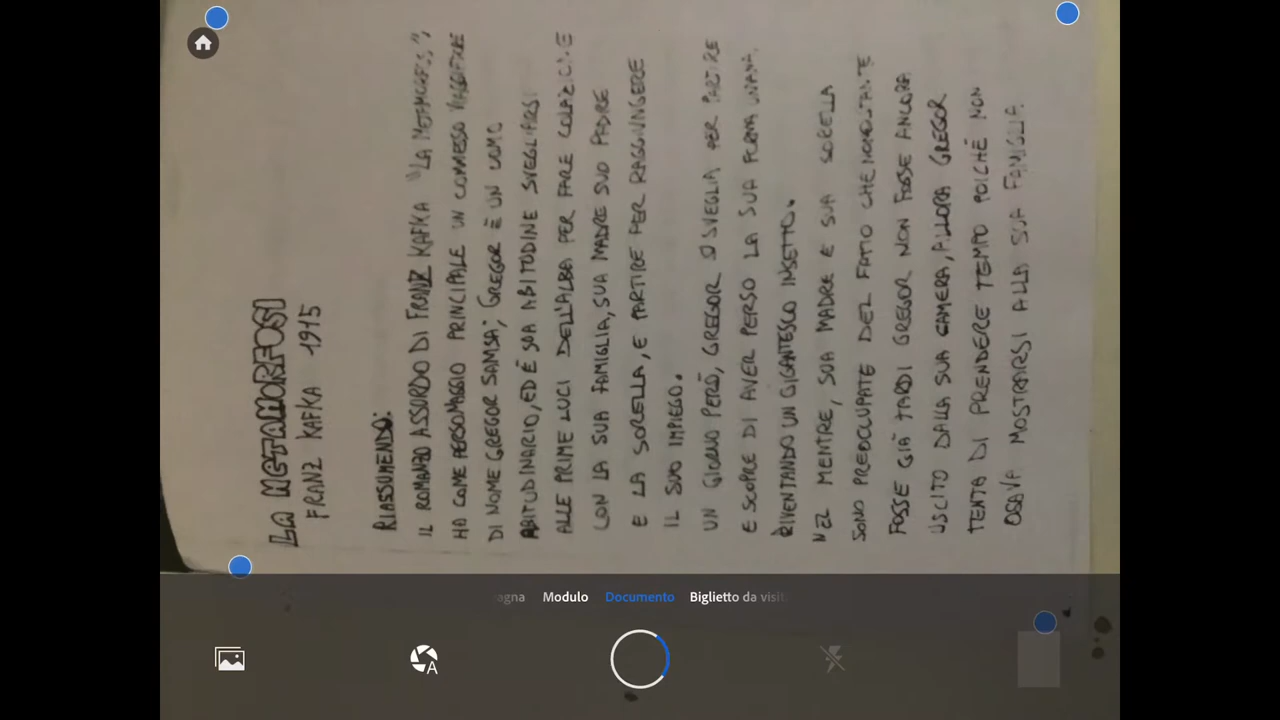 LA METAMORFOSI
FRANZ KAFKA 1915
RIASSUMENDO:
IL ROMANZO ASSURDO DI FRANZ KAFKA "LA METAMORFOSI",
HA COME PERSONAGGIO PRINCIPALE UN COMMESSO VIAGGIATORE
DI NOME GREGOR SAMSA; GREGOR È UN UOMO
ABITUDINARIO, ED È SUA ABITUDINE SVEGLIARSI
ALLE PRIME LUCI DELL'ALBA PER FARE COLAZIONE
CON LA SUA FAMIGLIA, SUA MADRE SUO PADRE
E LA SORELLA, E PARTIRE PER RAGGIUNGERE
IL SUO IMPIEGO.
UN GIORNO PERÒ, GREGOR SI SVEGLIA PER PARTIRE
E SCOPRE DI AVER PERSO LA SUA FORMA UMANA,
DIVENTANDO UN GIGANTESCO INSETTO.
NEL MENTRE, SUA MADRE E SUA SORELLA
SONO PREOCCUPATE DEL FATTO CHE NONOSTANTE
FOSSE GIÀ TARDI GREGOR NON FOSSE ANCORA
USCITO DALLA SUA CAMERA, ALLORA GREGOR
TENTA DI PRENDERE TEMPO POICHÈ NON
OSAVA MOSTRARSI ALLA SUA FAMIGLIA.
Modulo Documento Biglietto da visit
A